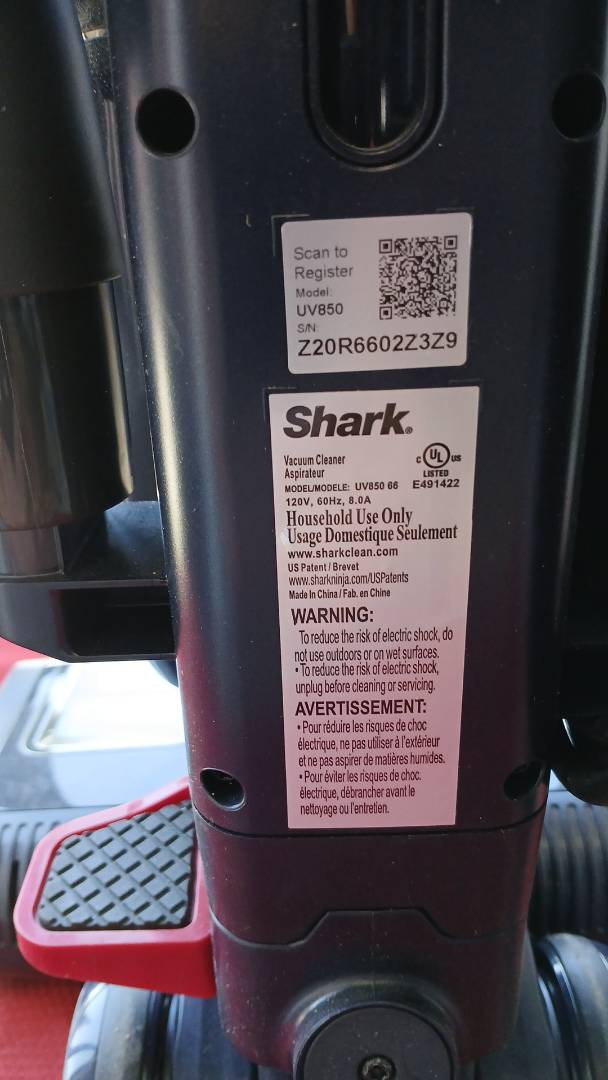 Scan to
Register
Model:
UV850
S/N:
Z20R6602Z3Z9
Shark®
Vacuum Cleaner
Aspirateur
C UL US
LISTED
MODEL/MODELE: UV850 66 E491422
120V, 60Hz, 8.0A
Household Use Only
Usage Domestique Seulement
www.sharkclean.com
US Patent / Brevet
www.sharkninja.com/USPatents
Made In China / Fab. en Chine
WARNING:
To reduce the risk of electric shock, do
not use outdoors or on wet surfaces.
• To reduce the risk of electric shock,
unplug before cleaning or servicing.
AVERTISSEMENT:
• Pour réduire les risques de choc
électrique, ne pas utiliser à l'extérieur
et ne pas aspirer de matières humides.
• Pour éviter les risques de choc.
électrique, débrancher avant le
nettoyage ou l'entretien.